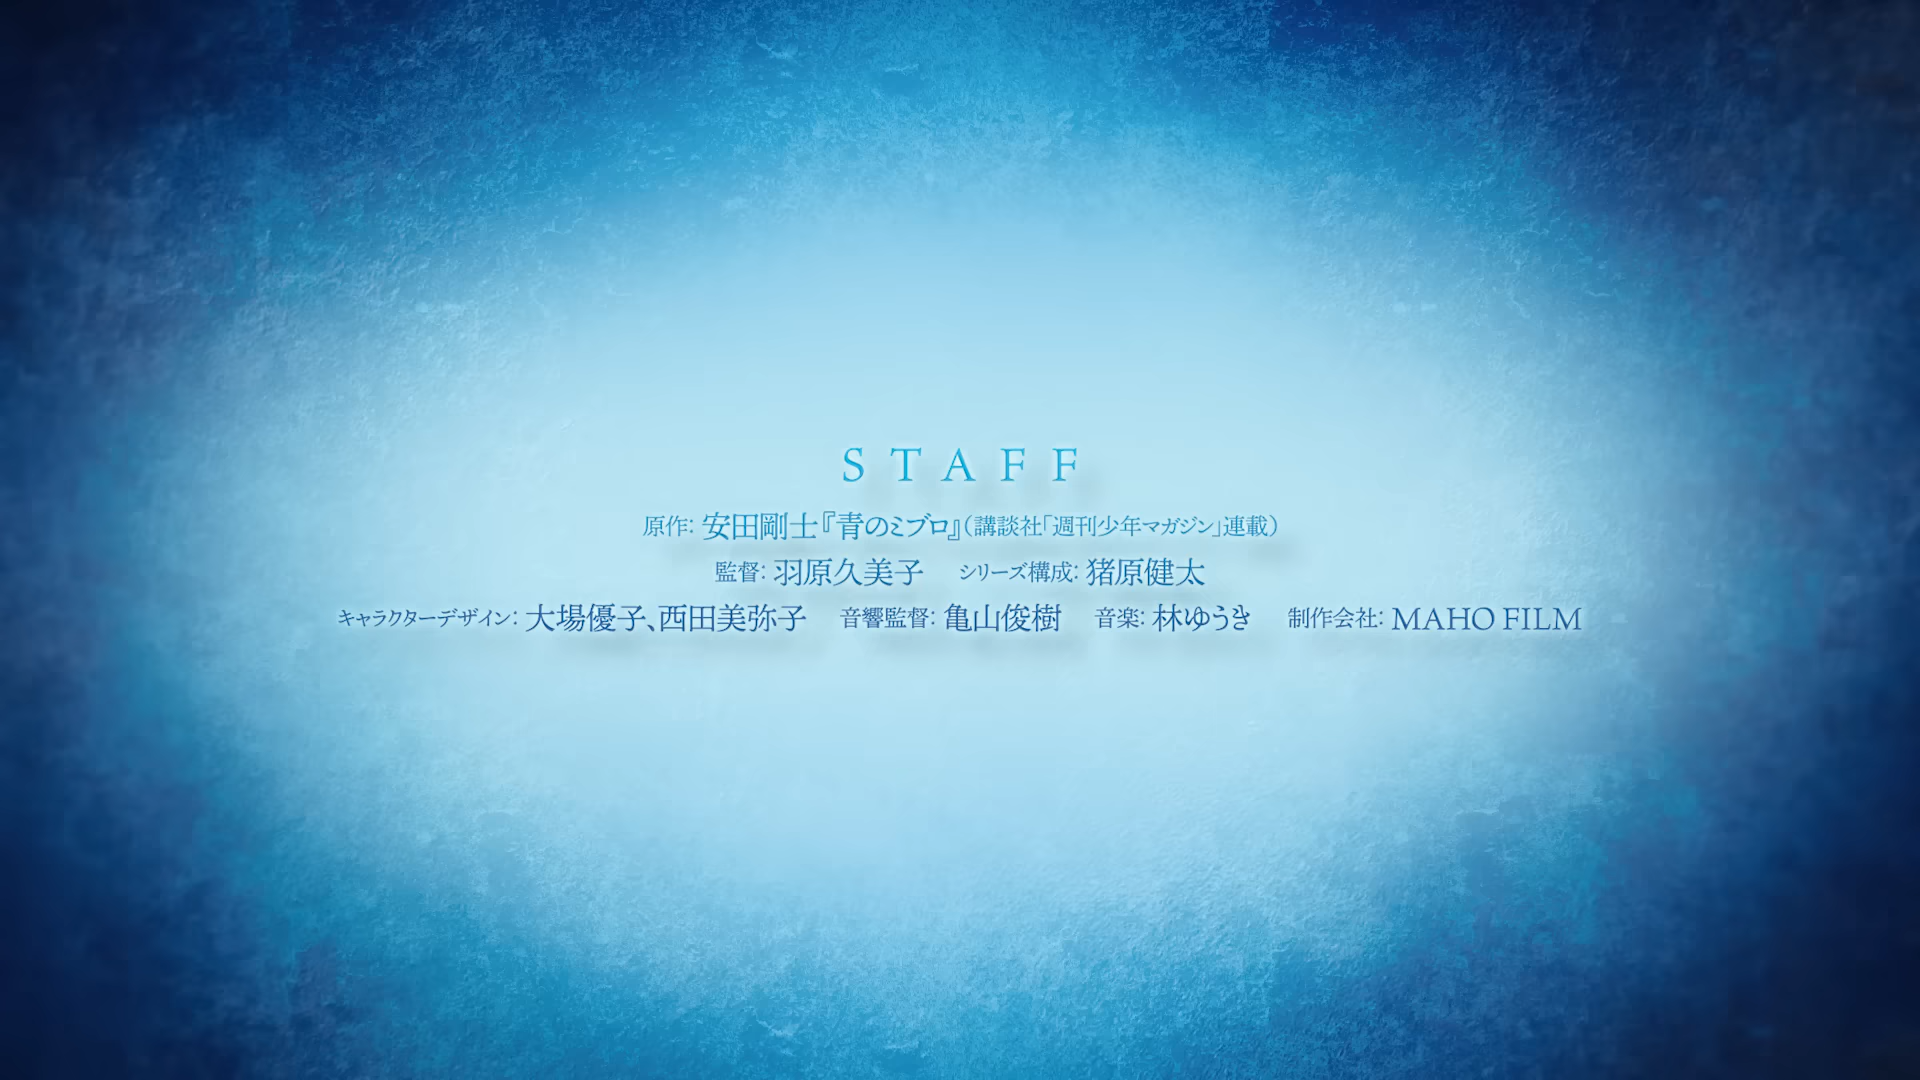 STAFF
原作: 安田剛士『青のミブロ』(講談社「週刊少年マガジン」連載)
監督: 羽原久美子 シリーズ構成: 猪原健太
キャラクターデザイン: 大場優子、西田美弥子 音響監督: 亀山俊樹 音楽: 林ゆうき 制作会社: MAHO FILM